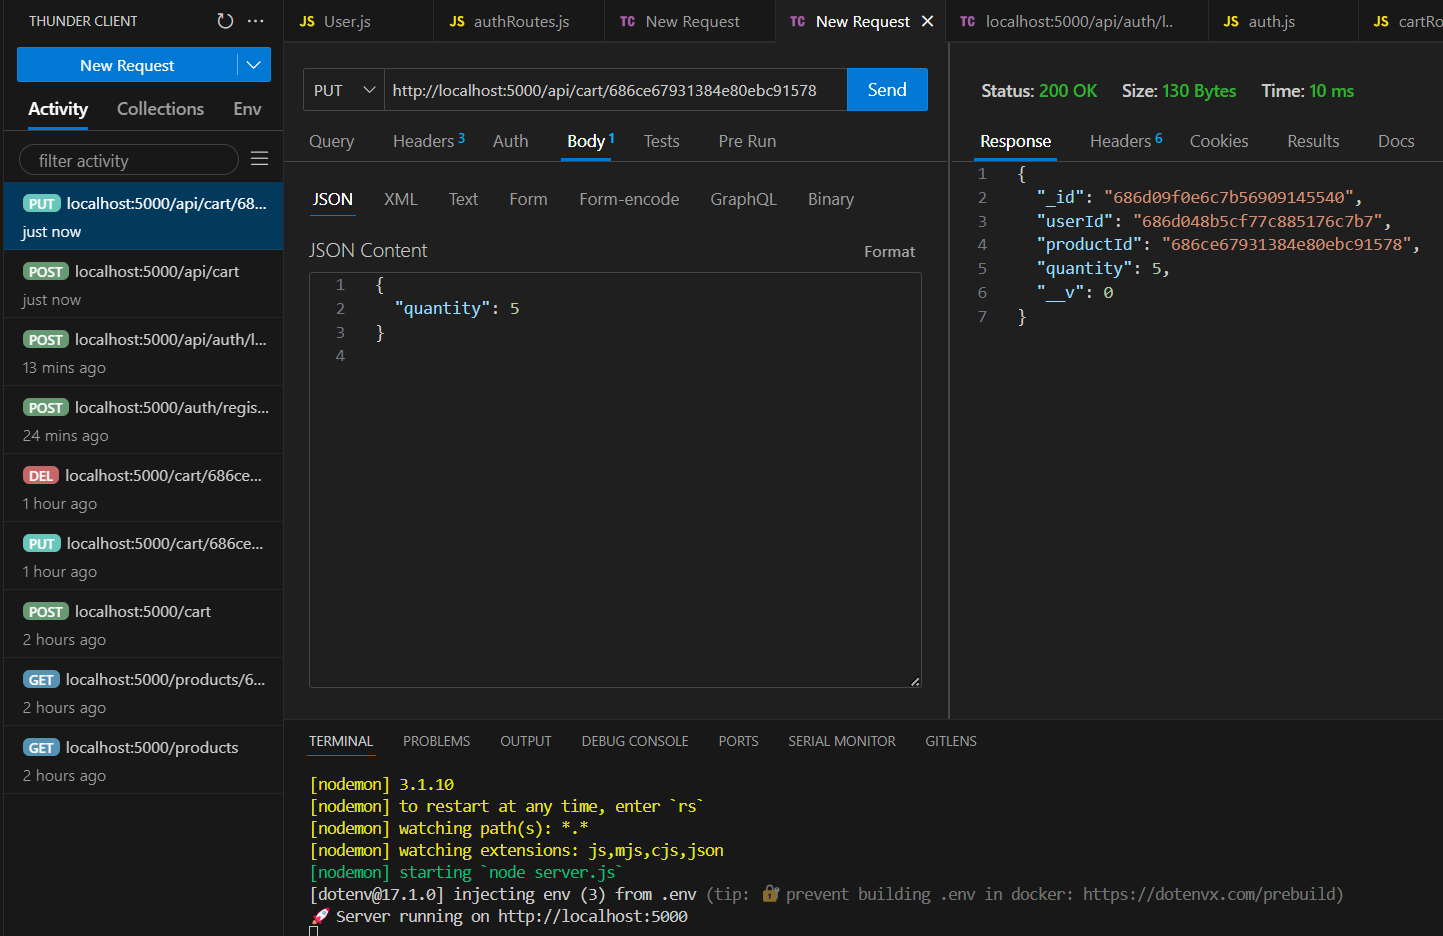 THUNDER CLIENT
New Request
Activity Collections Env
filter activity
PUT localhost:5000/api/cart/68...
just now
POST localhost:5000/api/cart
just now
POST localhost:5000/api/auth/l...
13 mins ago
POST localhost:5000/auth/regis...
24 mins ago
DEL localhost:5000/cart/686ce...
1 hour ago
PUT localhost:5000/cart/686ce...
1 hour ago
POST localhost:5000/cart
2 hours ago
GET localhost:5000/products/6...
2 hours ago
GET localhost:5000/products
2 hours ago
JS User.js JS authRoutes.js TC New Request TC New Request TC localhost:5000/api/auth/l.. JS auth.js JS cartRo
PUT http://localhost:5000/api/cart/686ce67931384e80ebc91578 Send
Query Headers 3 Auth Body 1 Tests Pre Run
JSON XML Text Form Form-encode GraphQL Binary
JSON Content Format
1 {
2 "quantity": 5
3 }
4
Status: 200 OK Size: 130 Bytes Time: 10 ms
Response Headers 6 Cookies Results Docs
1 {
2 "_id": "686d09f0e6c7b56909145540",
3 "userId": "686d048b5cf77c885176c7b7",
4 "productId": "686ce67931384e80ebc91578",
5 "quantity": 5,
6 "__v": 0
7 }
TERMINAL PROBLEMS OUTPUT DEBUG CONSOLE PORTS SERIAL MONITOR GITLENS
[nodemon] 3.1.10
[nodemon] to restart at any time, enter `rs`
[nodemon] watching path(s): *.*
[nodemon] watching extensions: js,mjs,cjs,json
[nodemon] starting `node server.js`
[dotenv@17.1.0] injecting env (3) from .env (tip: 🔐 prevent building .env in docker: https://dotenvx.com/prebuild)
🚀 Server running on http://localhost:5000